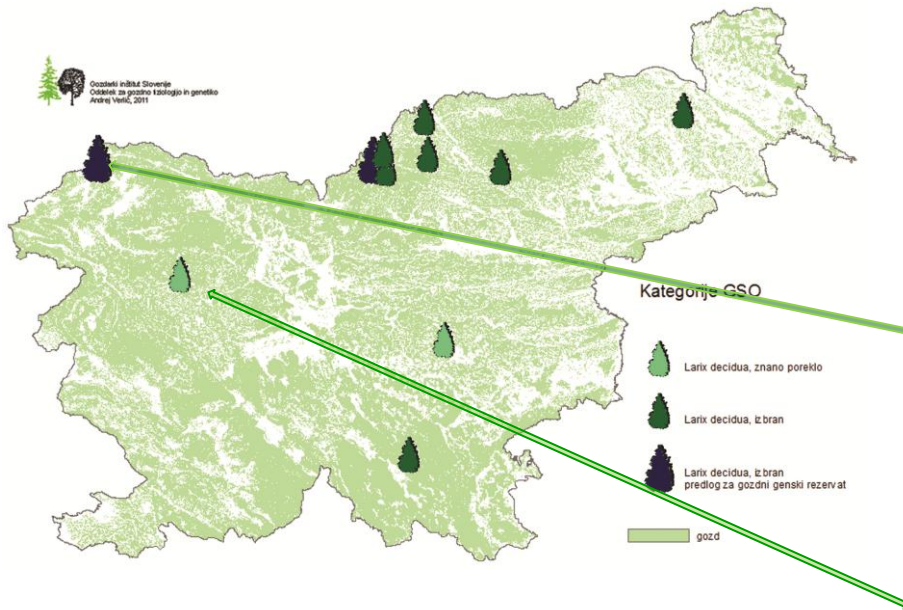 Gozdarki inštitut Slovenije
Oddelek za gozdno fiziologijo in genetiko
Andrej Verlič, 2011
Kategorije GSO
Larix decidua, znano poreklo
Larix decidua, izbran
Larix decidua, izbran
predlog za gozdni genski rezervat
gozd